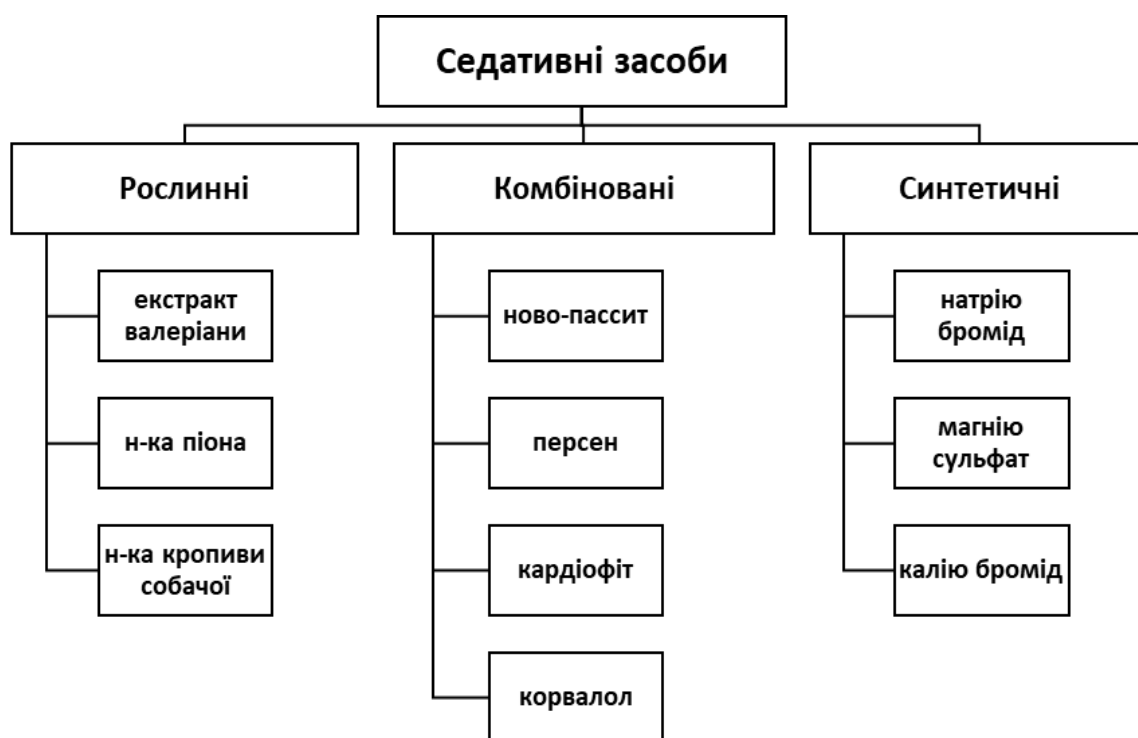 Седативні засоби
Рослинні
екстракт
валеріани
н-ка піона
н-ка кропиви
собачої
Комбіновані
ново-пассит
персен
кардіофіт
корвалол
Синтетичні
натрію
бромід
магнію
сульфат
калію бромід